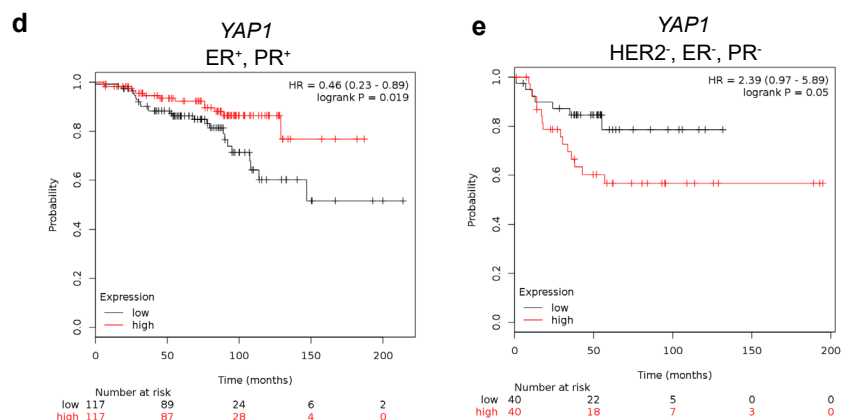 d
YAP1
ER⁺, PR⁺
HR = 0.46 (0.23 - 0.89)
logrank P = 0.019
Probability
1.0
0.8
0.6
0.4
0.2
0.0
Expression
low
high
0 50 100 150 200
Time (months)
Number at risk
low 117 89 24 6 2
high 117 87 28 4 0
e
YAP1
HER2⁻, ER⁻, PR⁻
HR = 2.39 (0.97 - 5.89)
logrank P = 0.05
Probability
1.0
0.8
0.6
0.4
0.2
0.0
Expression
low
high
0 50 100 150 200
Time (months)
Number at risk
low 40 22 5 0 0
high 40 18 7 3 0